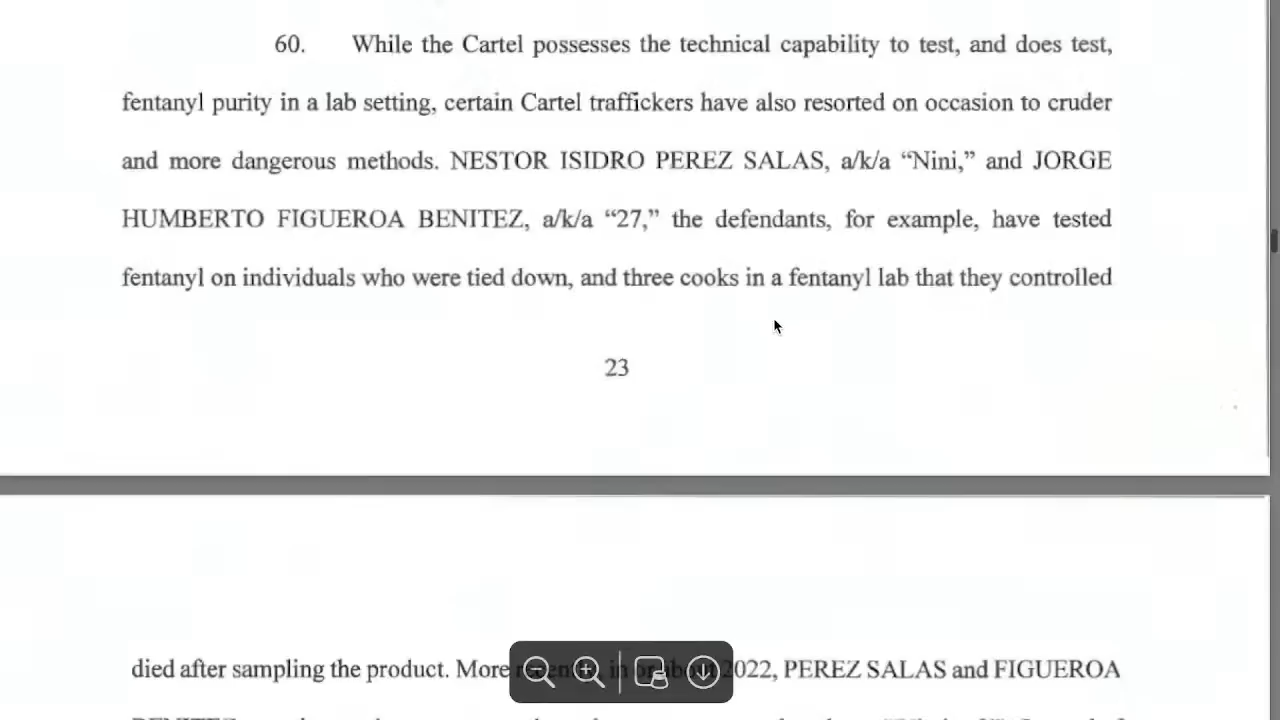 60. While the Cartel possesses the technical capability to test, and does test,
fentanyl purity in a lab setting, certain Cartel traffickers have also resorted on occasion to cruder
and more dangerous methods. NESTOR ISIDRO PEREZ SALAS, a/k/a “Nini,” and JORGE
HUMBERTO FIGUEROA BENITEZ, a/k/a “27,” the defendants, for example, have tested
fentanyl on individuals who were tied down, and three cooks in a fentanyl lab that they controlled
23
died after sampling the product. More recently, in or about 2022, PEREZ SALAS and FIGUEROA